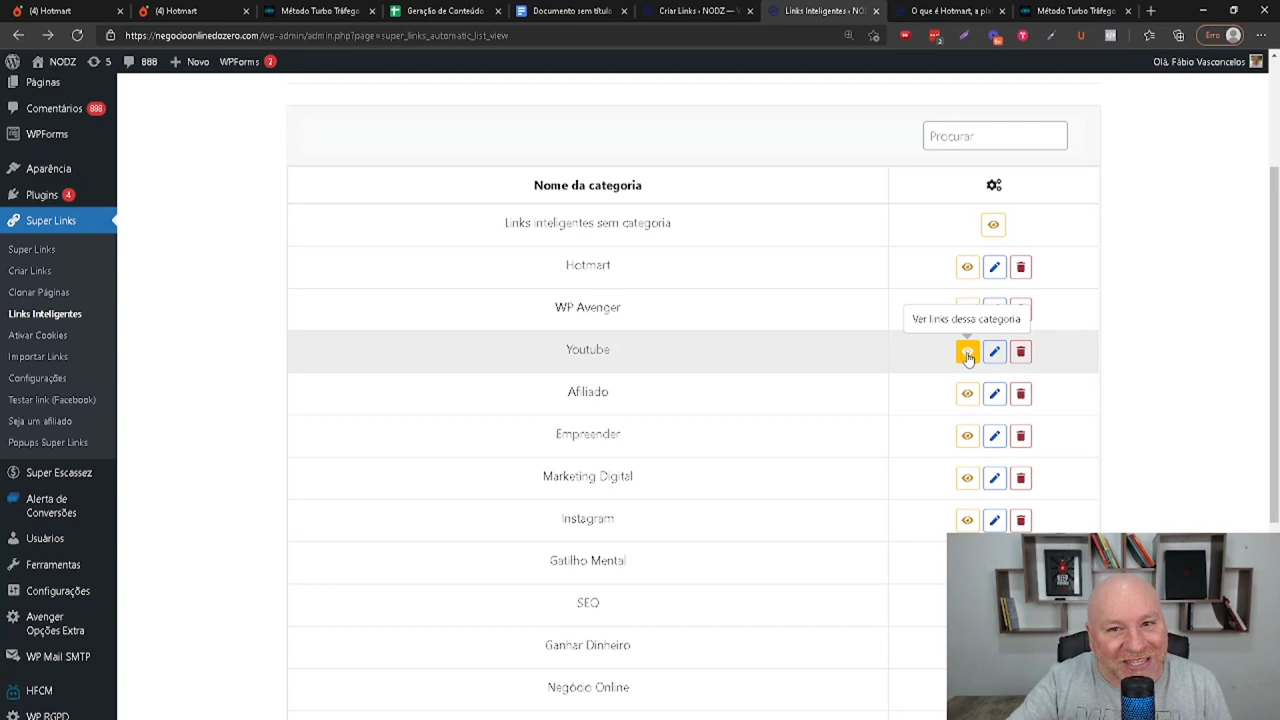 (4) Hotmart
(4) Hotmart
Método Turbo Tráfego
Geração de Conteúdo
Documento sem título
Criar Links ‹ NODZ —
Links Inteligentes ‹ NO
O que é Hotmart, a pla
Método Turbo Tráfego
https://negocioonlinedozero.com/wp-admin/admin.php?page=super_links_automatic_list_view
Erro
NODZ
5
888
Novo
WPForms
2
Olá, Fábio Vasconcelos
Páginas
Comentários 888
WPForms
Aparência
Plugins 4
Super Links
Super Links
Criar Links
Clonar Páginas
Links Inteligentes
Ativar Cookies
Importar Links
Configurações
Testar link (Facebook)
Seja um afiliado
Popups Super Links
Super Escassez
Alerta de
Conversões
Usuários
Ferramentas
Configurações
Avenger
Opções Extra
WP Mail SMTP
HFCM
WP RGPD
Procurar
Nome da categoria
Links inteligentes sem categoria
Hotmart
WP Avenger
Ver links dessa categoria
Youtube
Afiliado
Empreender
Marketing Digital
Instagram
Gatilho Mental
SEO
Ganhar Dinheiro
Negócio Online